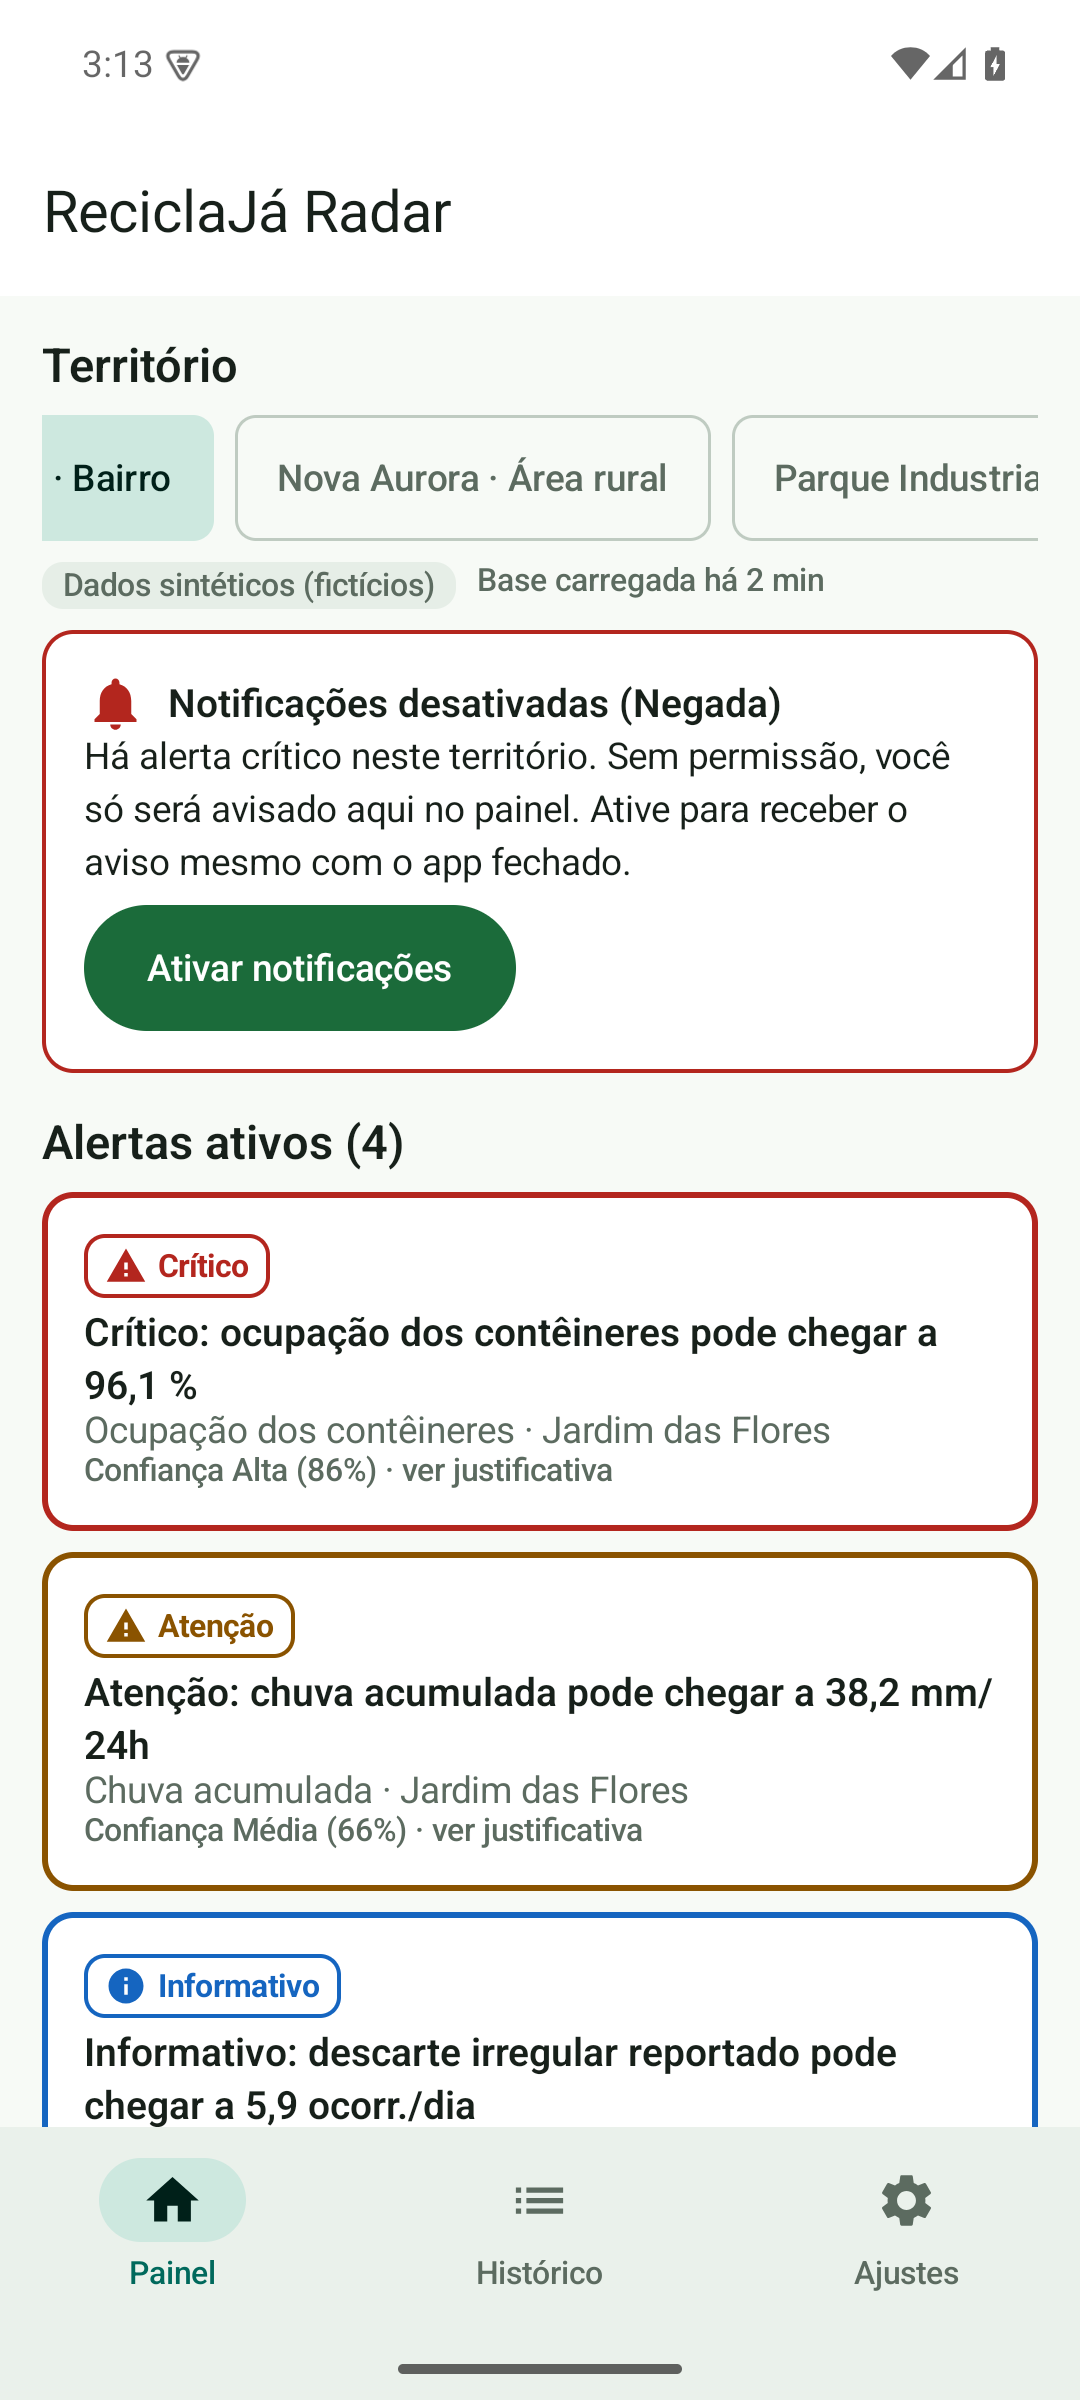 3:13
ReciclaJá Radar
Território
· Bairro
Nova Aurora · Área rural
Parque Industria
Dados sintéticos (fictícios)
Base carregada há 2 min
Notificações desativadas (Negada)
Há alerta crítico neste território. Sem permissão, você
só será avisado aqui no painel. Ative para receber o
aviso mesmo com o app fechado.
Ativar notificações
Alertas ativos (4)
Crítico
Crítico: ocupação dos contêineres pode chegar a
96,1 %
Ocupação dos contêineres · Jardim das Flores
Confiança Alta (86%) · ver justificativa
Atenção
Atenção: chuva acumulada pode chegar a 38,2 mm/
24h
Chuva acumulada · Jardim das Flores
Confiança Média (66%) · ver justificativa
Informativo
Informativo: descarte irregular reportado pode
chegar a 5,9 ocorr./dia
Painel
Histórico
Ajustes